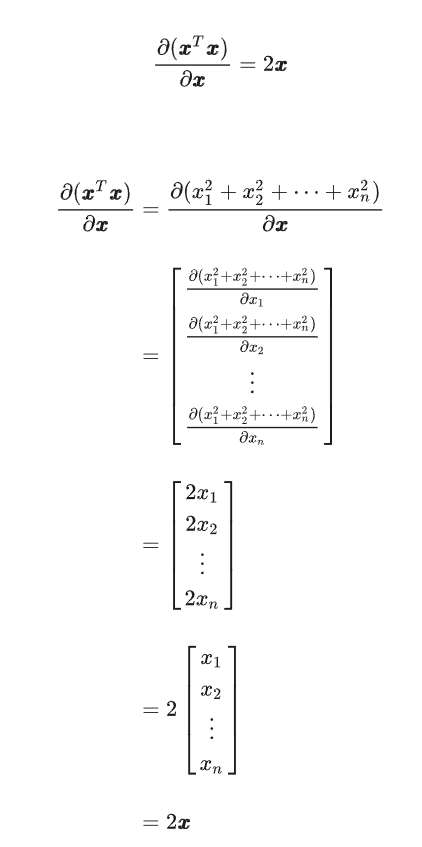 $$\frac{\partial(\boldsymbol{x}^T\boldsymbol{x})}{\partial\boldsymbol{x}} = 2\boldsymbol{x}$$
$$\frac{\partial(\boldsymbol{x}^T\boldsymbol{x})}{\partial\boldsymbol{x}} = \frac{\partial(x_1^2 + x_2^2 + \cdots + x_n^2)}{\partial\boldsymbol{x}}$$
$$= \begin{bmatrix} \frac{\partial(x_1^2+x_2^2+\cdots+x_n^2)}{\partial x_1} \\ \frac{\partial(x_1^2+x_2^2+\cdots+x_n^2)}{\partial x_2} \\ \vdots \\ \frac{\partial(x_1^2+x_2^2+\cdots+x_n^2)}{\partial x_n} \end{bmatrix}$$
$$= \begin{bmatrix} 2x_1 \\ 2x_2 \\ \vdots \\ 2x_n \end{bmatrix}$$
$$= 2 \begin{bmatrix} x_1 \\ x_2 \\ \vdots \\ x_n \end{bmatrix}$$
$$= 2\boldsymbol{x}$$